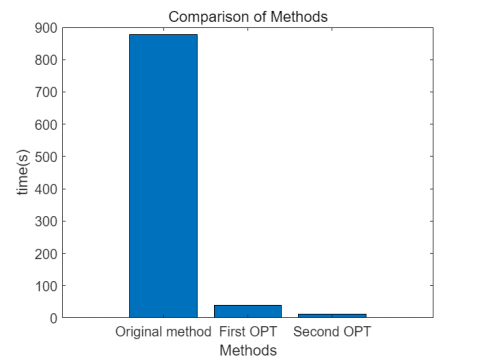 Comparison of Methods
900
800
700
600
500
400
300
200
100
0
time(s)
Original method First OPT Second OPT
Methods